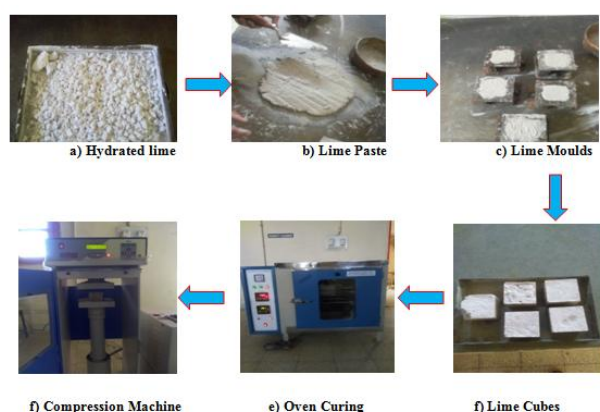 a) Hydrated lime
b) Lime Paste
c) Lime Moulds
f) Compression Machine
e) Oven Curing
f) Lime Cubes